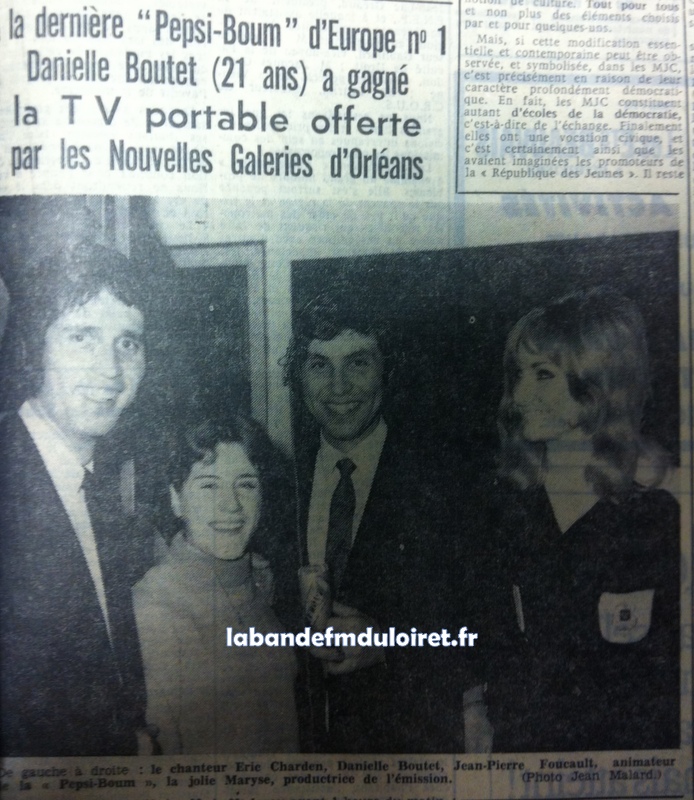 la dernière "Pepsi-Boum" d'Europe nº 1
Danielle Boutet (21 ans) a gagné
la TV portable offerte
par les Nouvelles Galeries d'Orléans
notion de culture. Tout pour tous
et non plus des éléments choisis
par et pour quelques-uns.
Mais, si cette modification essen-
tielle et contemporaine peut être ob-
servée, et symbolisée, dans les MJC,
c'est précisément en raison de leur
caractère profondément démocrati-
que. En fait, les MJC constituent
autant d'écoles de la démocratie,
c'est-à-dire de l'échange. Finalement
elles ont une vocation civique, et
c'est certainement ainsi que les
avaient imaginées les promoteurs de
la « République des Jeunes ». Il reste
labandefmduloiret.fr
De gauche à droite : le chanteur Eric Charden, Danielle Boutet, Jean-Pierre Foucault, animateur
de la « Pepsi-Boum », la jolie Maryse, productrice de l'émission. (Photo Jean Malard.)